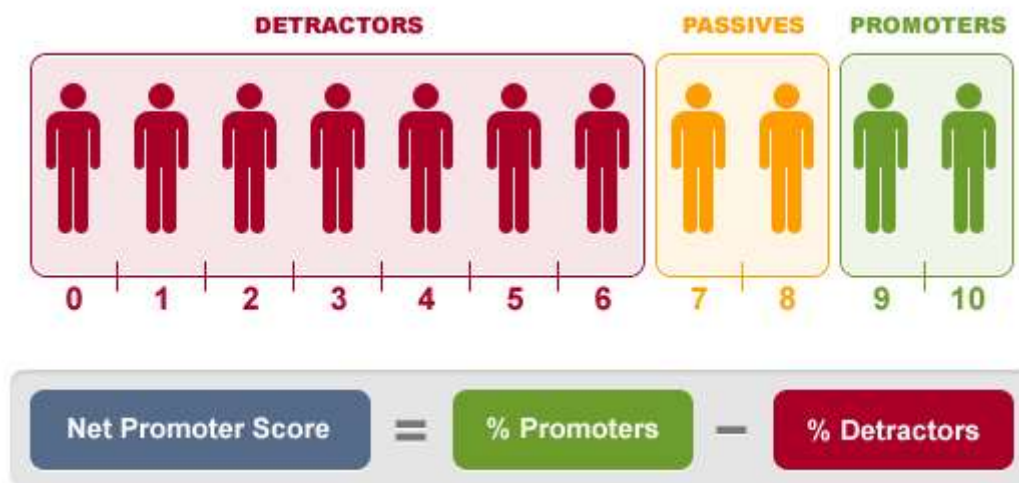 DETRACTORS PASSIVES PROMOTERS
0 1 2 3 4 5 6 7 8 9 10
Net Promoter Score = % Promoters − % Detractors